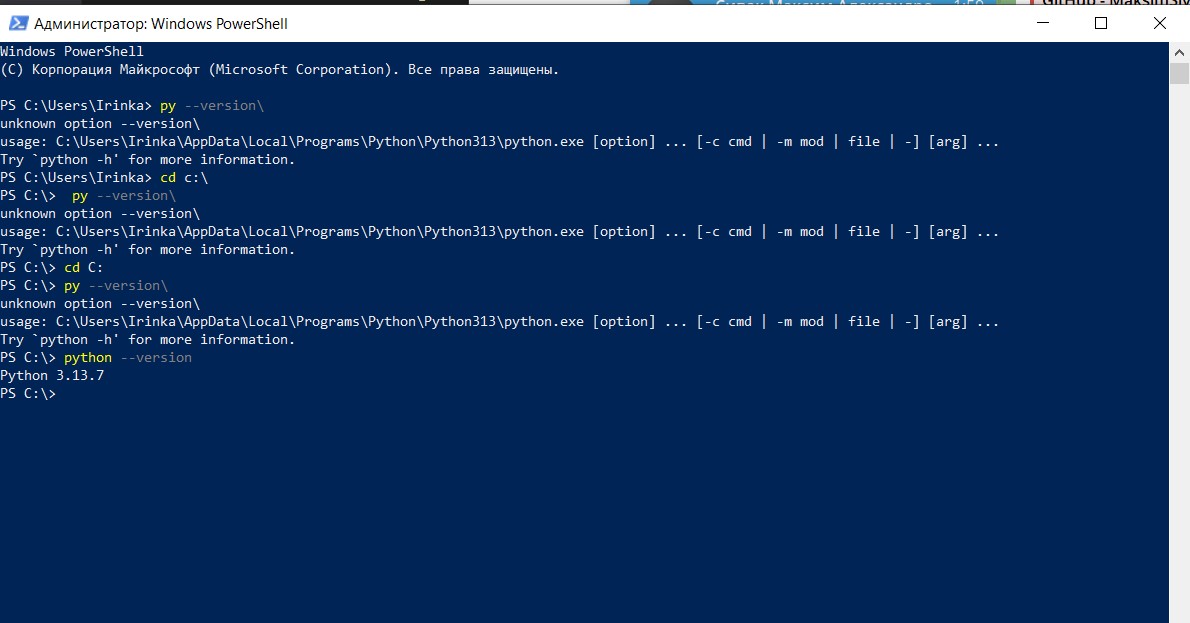 Администратор: Windows PowerShell
Windows PowerShell
(C) Корпорация Майкрософт (Microsoft Corporation). Все права защищены.
PS C:\Users\Irinka> py --version\
unknown option --version\
usage: C:\Users\Irinka\AppData\Local\Programs\Python\Python313\python.exe [option] ... [-c cmd | -m mod | file | -] [arg] ...
Try `python -h' for more information.
PS C:\Users\Irinka> cd c:\
PS C:\>  py --version\
unknown option --version\
usage: C:\Users\Irinka\AppData\Local\Programs\Python\Python313\python.exe [option] ... [-c cmd | -m mod | file | -] [arg] ...
Try `python -h' for more information.
PS C:\> cd C:
PS C:\> py --version\
unknown option --version\
usage: C:\Users\Irinka\AppData\Local\Programs\Python\Python313\python.exe [option] ... [-c cmd | -m mod | file | -] [arg] ...
Try `python -h' for more information.
PS C:\> python --version
Python 3.13.7
PS C:\>